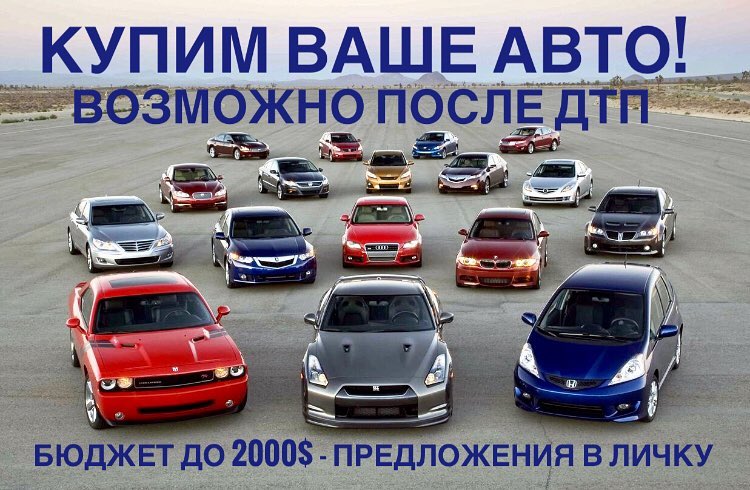 КУПИМ ВАШЕ АВТО!
ВОЗМОЖНО ПОСЛЕ ДТП
БЮДЖЕТ ДО 2000$ - ПРЕДЛОЖЕНИЯ В ЛИЧКУ